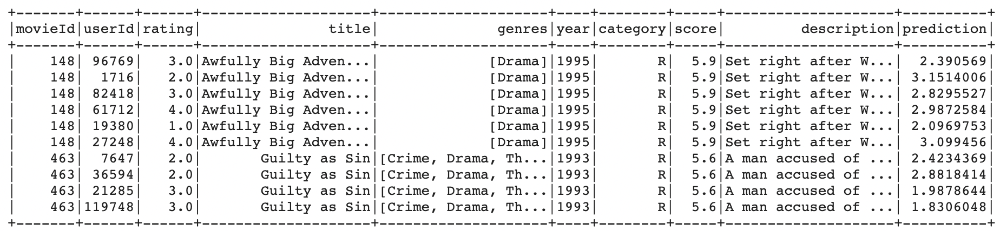 +-------+------+------+--------------------+--------------------+----+--------+-----+--------------------+----------+
|movieId|userId|rating|               title|              genres|year|category|score|         description|prediction|
+-------+------+------+--------------------+--------------------+----+--------+-----+--------------------+----------+
|    148| 96769|   3.0|Awfully Big Adven...|             [Drama]|1995|       R|  5.9|Set right after W...|  2.390569|
|    148|  1716|   2.0|Awfully Big Adven...|             [Drama]|1995|       R|  5.9|Set right after W...| 3.1514006|
|    148| 82418|   3.0|Awfully Big Adven...|             [Drama]|1995|       R|  5.9|Set right after W...| 2.8295527|
|    148| 61712|   4.0|Awfully Big Adven...|             [Drama]|1995|       R|  5.9|Set right after W...| 2.9872584|
|    148| 19380|   1.0|Awfully Big Adven...|             [Drama]|1995|       R|  5.9|Set right after W...| 2.0969753|
|    148| 27248|   4.0|Awfully Big Adven...|             [Drama]|1995|       R|  5.9|Set right after W...|  3.099456|
|    463|  7647|   2.0|       Guilty as Sin|[Crime, Drama, Th...|1993|       R|  5.6|A man accused of ...| 2.4234369|
|    463| 36594|   2.0|       Guilty as Sin|[Crime, Drama, Th...|1993|       R|  5.6|A man accused of ...| 2.8818414|
|    463| 21285|   3.0|       Guilty as Sin|[Crime, Drama, Th...|1993|       R|  5.6|A man accused of ...| 1.9878644|
|    463|119748|   3.0|       Guilty as Sin|[Crime, Drama, Th...|1993|       R|  5.6|A man accused of ...| 1.8306048|
+-------+------+------+--------------------+--------------------+----+--------+-----+--------------------+----------+